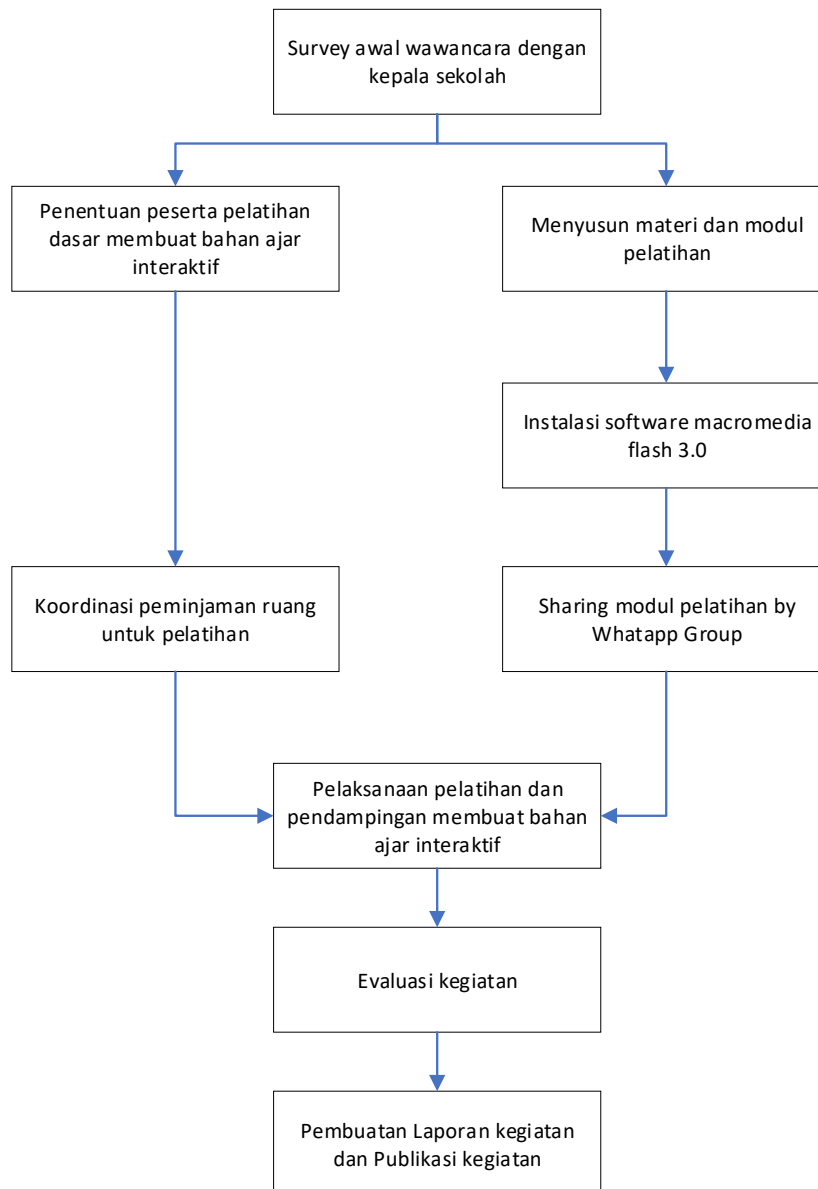 Survey awal wawancara dengan
kepala sekolah
Penentuan peserta pelatihan
dasar membuat bahan ajar
interaktif
Menyusun materi dan modul
pelatihan
Instalasi software macromedia
flash 3.0
Koordinasi peminjaman ruang
untuk pelatihan
Sharing modul pelatihan by
Whatapp Group
Pelaksanaan pelatihan dan
pendampingan membuat bahan
ajar interaktif
Evaluasi kegiatan
Pembuatan Laporan kegiatan
dan Publikasi kegiatan